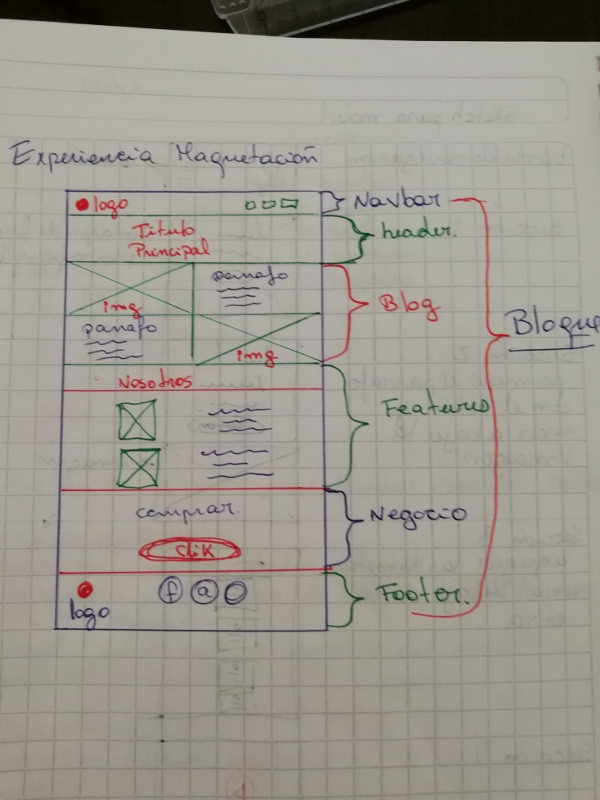 Experiencia Maquetación
logo
Navbar
Titulo
Principal
header.
parrafo
img
Blog
parrafo
img
Bloque
Nosotros
Features
comprar.
Clik
Negocio
f a
logo
Footer.